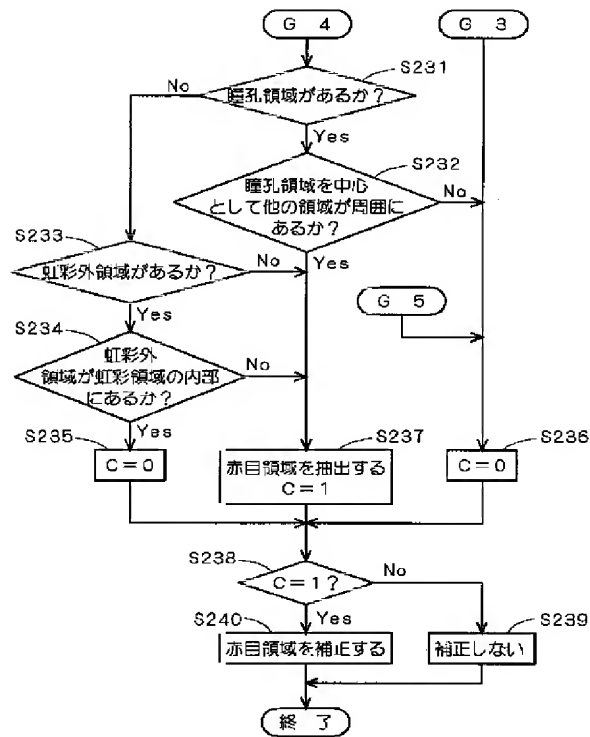 G 4
G 3
S231
瞳孔領域があるか?
No
Yes
S232
瞳孔領域を中心
として他の領域が周囲に
あるか?
No
Yes
S233
虹彩外領域があるか?
No
Yes
G 5
S234
虹彩外
領域が虹彩領域の内部
にあるか?
No
Yes
S235
C=0
S237
赤目領域を抽出する
C=1
S236
C=0
S238
C=1?
No
Yes
S240
赤目領域を補正する
S239
補正しない
終 了